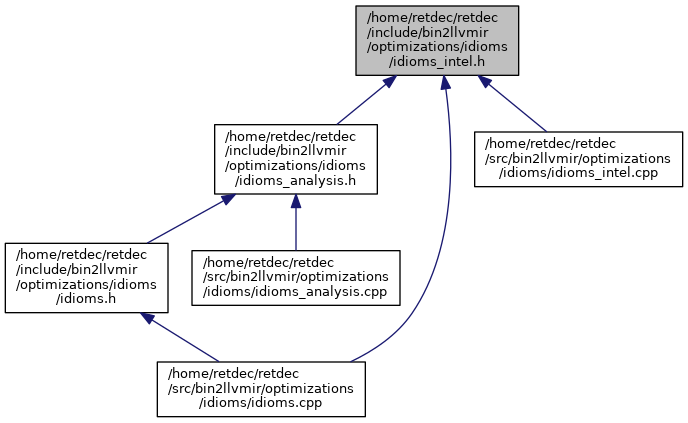 /home/retdec/retdec
/include/bin2llvmir
/optimizations/idioms
/idioms_intel.h
/home/retdec/retdec
/include/bin2llvmir
/optimizations/idioms
/idioms_analysis.h
/home/retdec/retdec
/src/bin2llvmir/optimizations
/idioms/idioms_intel.cpp
/home/retdec/retdec
/include/bin2llvmir
/optimizations/idioms
/idioms.h
/home/retdec/retdec
/src/bin2llvmir/optimizations
/idioms/idioms_analysis.cpp
/home/retdec/retdec
/src/bin2llvmir/optimizations
/idioms/idioms.cpp